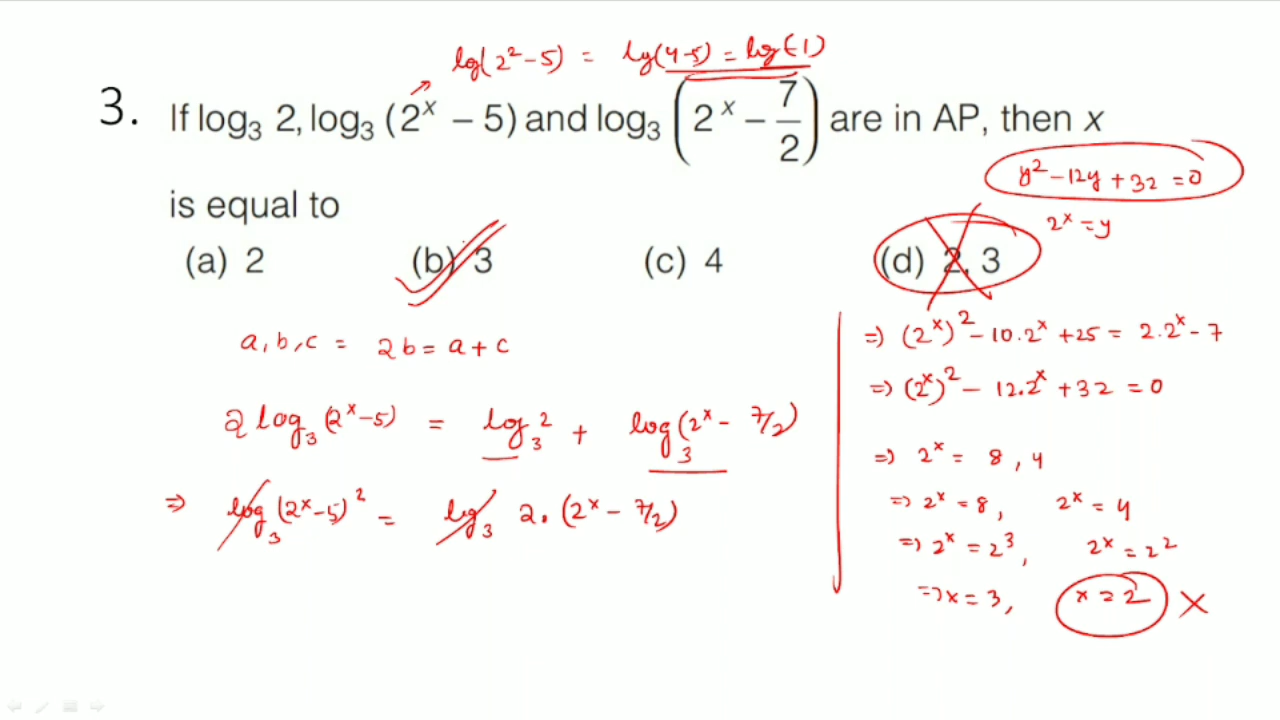 log(2² - 5) = log(4-5) = log(-1)
3. If log₃ 2, log₃ (2ˣ – 5) and log₃ (2ˣ – 7/2) are in AP, then x
is equal to
y² - 12y + 32 = 0
2ˣ = y
(a) 2 (b) 3 (c) 4 (d) 2, 3
a, b, c = 2b = a + c
2 log₃ (2ˣ-5) = log₃ 2 + log₃ (2ˣ - 7/2)
⇒ log₃ (2ˣ-5)² = log₃ 2. (2ˣ - 7/2)
⇒ (2ˣ)² - 10.2ˣ + 25 = 2.2ˣ - 7
⇒ (2ˣ)² - 12.2ˣ + 32 = 0
⇒ 2ˣ = 8, 4
⇒ 2ˣ = 8, 2ˣ = 4
⇒ 2ˣ = 2³, 2ˣ = 2²
⇒ x = 3, x = 2 ×